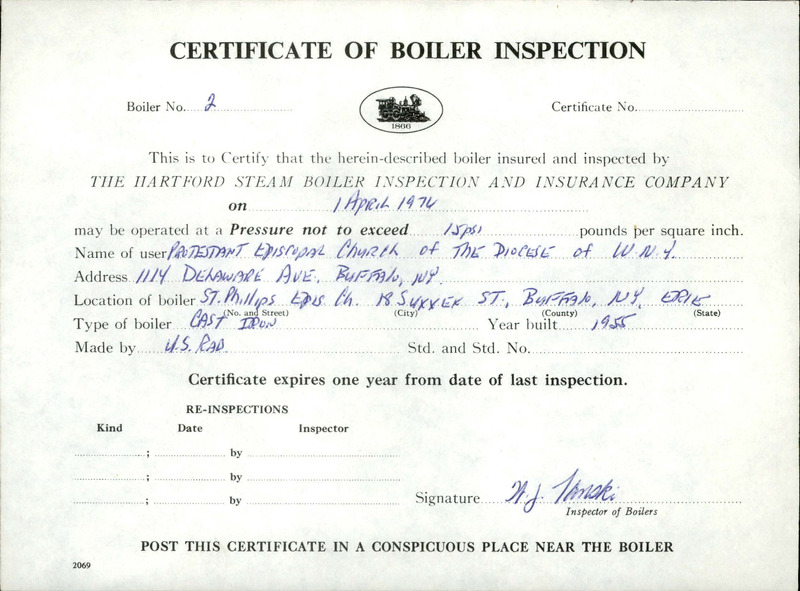 CERTIFICATE OF BOILER INSPECTION
Boiler No. 2 Certificate No.
1866
This is to Certify that the herein-described boiler insured and inspected by
THE HARTFORD STEAM BOILER INSPECTION AND INSURANCE COMPANY
on 1 APRIL 1974
may be operated at a Pressure not to exceed 15psi pounds per square inch.
Name of user PROTESTANT EPISCOPAL CHURCH of THE DIOCESE of W.N.Y.
Address 1114 DELAWARE AVE. BUFFALO, NY.
Location of boiler ST. Phillips EPIS. Ch. 18 SUXXEX ST., BUFFALO, NY, ERIE
(No. and Street) (City) (County) (State)
Type of boiler CAST IRON Year built 1955
Made by U.S. RAD. Std. and Std. No.
Certificate expires one year from date of last inspection.
RE-INSPECTIONS
Kind Date Inspector
; by
; by
; by
Signature
Inspector of Boilers
POST THIS CERTIFICATE IN A CONSPICUOUS PLACE NEAR THE BOILER
2069